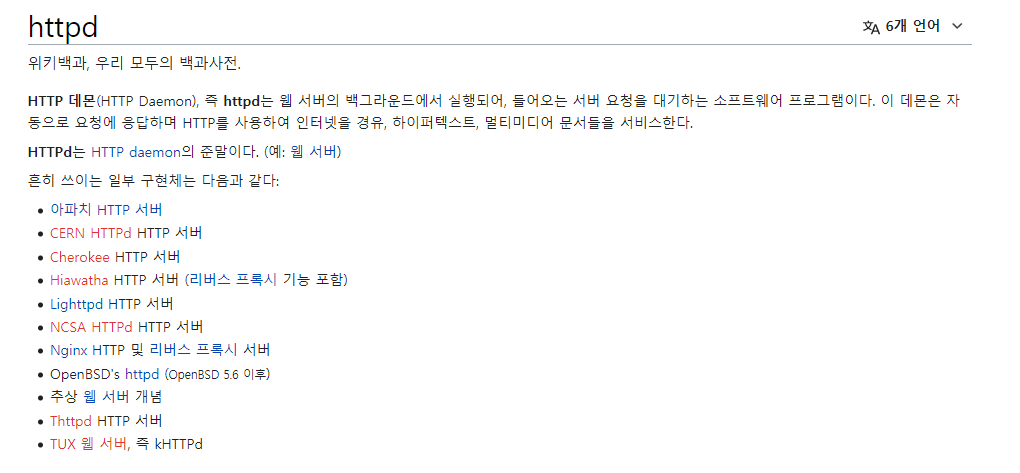 httpd
6개 언어
위키백과, 우리 모두의 백과사전.
HTTP 데몬(HTTP Daemon), 즉 httpd는 웹 서버의 백그라운드에서 실행되어, 들어오는 서버 요청을 대기하는 소프트웨어 프로그램이다. 이 데몬은 자
동으로 요청에 응답하며 HTTP를 사용하여 인터넷을 경유, 하이퍼텍스트, 멀티미디어 문서들을 서비스한다.
HTTPd는 HTTP daemon의 준말이다. (예: 웹 서버)
흔히 쓰이는 일부 구현체는 다음과 같다:
아파치 HTTP 서버
CERN HTTPd HTTP 서버
Cherokee HTTP 서버
Hiawatha HTTP 서버 (리버스 프록시 기능 포함)
Lighttpd HTTP 서버
NCSA HTTPd HTTP 서버
Nginx HTTP 및 리버스 프록시 서버
OpenBSD's httpd (OpenBSD 5.6 이후)
추상 웹 서버 개념
Thttpd HTTP 서버
TUX 웹 서버, 즉 kHTTPd